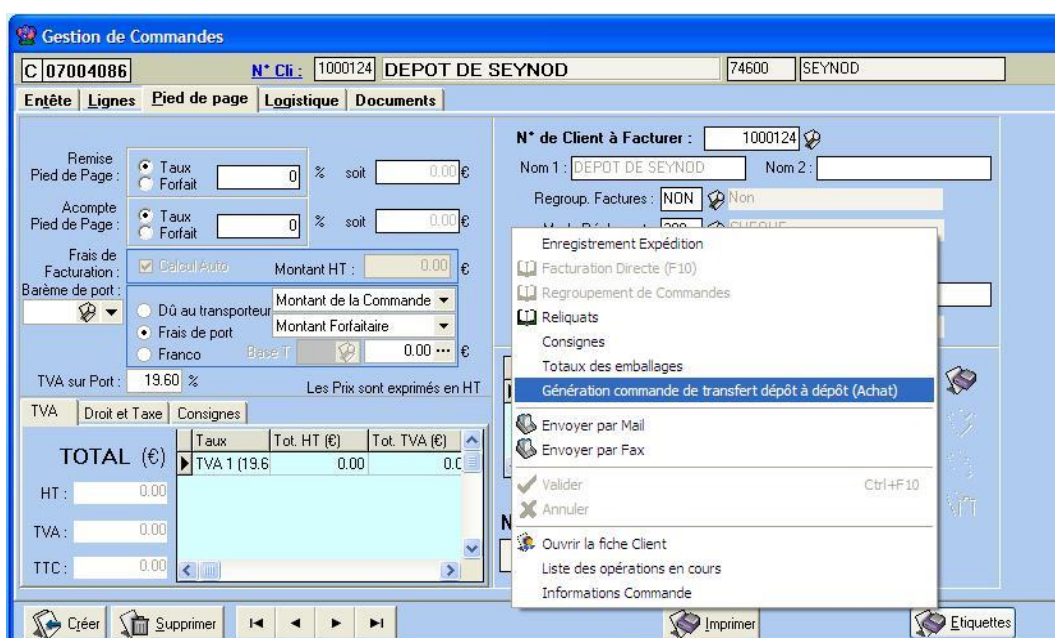 Gestion de Commandes
C 07004086 N° Cli : 1000124 DEPOT DE SEYNOD 74600 SEYNOD
Entête Lignes Pied de page Logistique Documents
N° de Client à Facturer : 1000124
Remise Pied de Page : Taux Forfait 0 % soit 0.00 €
Nom 1 : DEPOT DE SEYNOD Nom 2 :
Regroup. Factures : NON Non
Acompte Pied de Page : Taux Forfait 0 % soit 0.00 €
Frais de Facturation : Calcul Auto Montant HT : 0.00 €
Barème de port :
Dû au transporteur Montant de la Commande
Frais de port Montant Forfaitaire
Franco Base T 0.00 ... €
TVA sur Port : 19.60 % Les Prix sont exprimés en HT
TVA Droit et Taxe Consignes
TOTAL (€)
Taux Tot. HT (€) Tot. TVA (€)
TVA 1 (19.6 0.00
HT : 0.00
TVA : 0.00
TTC : 0.00
Enregistrement Expédition
Facturation Directe (F10)
Regroupement de Commandes
Reliquats
Consignes
Totaux des emballages
Génération commande de transfert dépôt à dépôt (Achat)
Envoyer par Mail
Envoyer par Fax
Valider Ctrl+F10
Annuler
Ouvrir la fiche Client
Liste des opérations en cours
Informations Commande
Créer Supprimer Imprimer Etiquettes